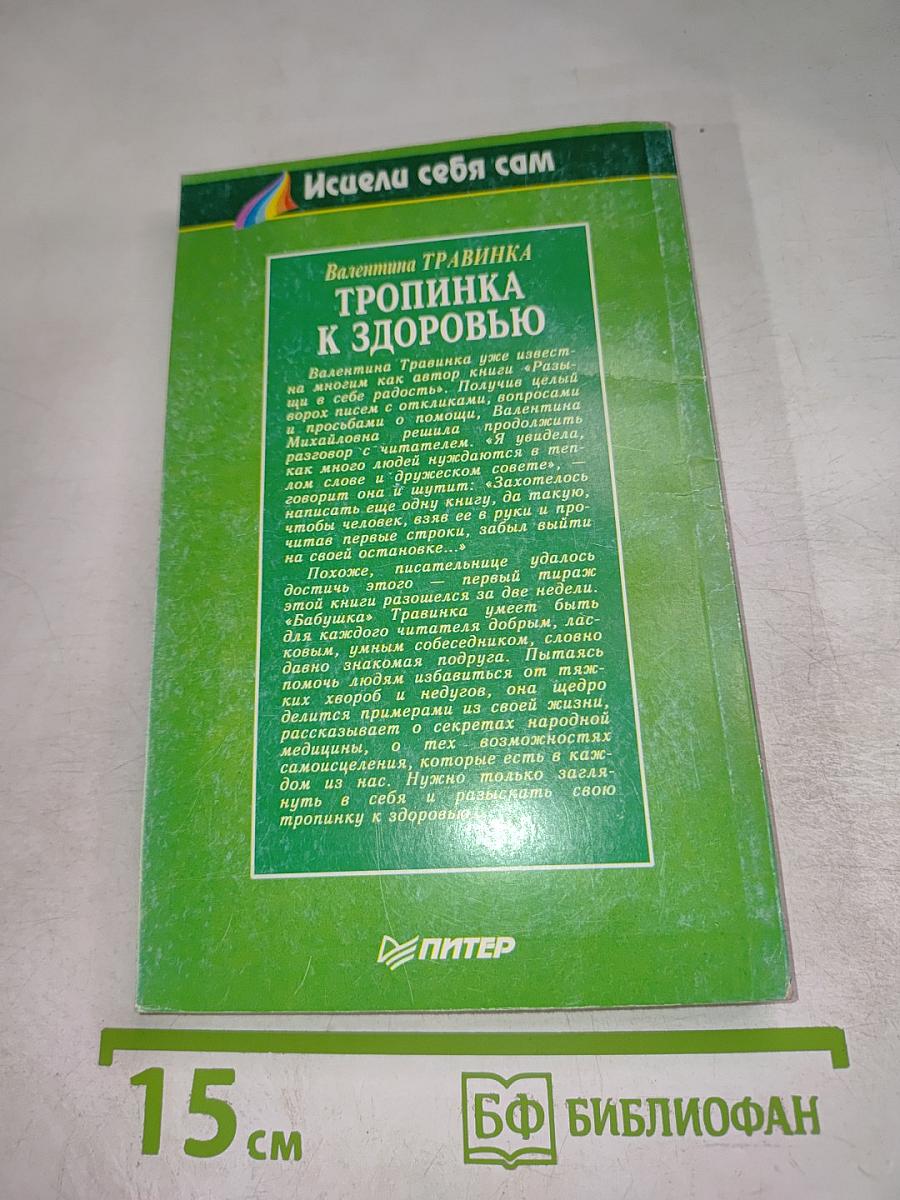 Исцели себя сам
Валентина ТРАВИНКА
ТРОПИНКА
К ЗДОРОВЬЮ
Валентина Травинка уже извест-
на многим как автор книги «Разы-
щи в себе радость». Получив целый
ворох писем с откликами, вопросами
и просьбами о помощи, Валентина
Михайловна решила продолжить
разговор с читателем. «Я увидела,
как много людей нуждаются в теп-
лом слове и дружеском совете», —
говорит она и шутит: «Захотелось
написать еще одну книгу, да такую,
чтобы человек, взяв ее в руки и про-
читав первые строки, забыл выйти
на своей остановке...»
Похоже, писательнице удалось
достичь этого — первый тираж
этой книги разошелся за две недели.
«Бабушка» Травинка умеет быть
для каждого читателя добрым, лас-
ковым, умным собеседником, словно
давно знакомая подруга. Пытаясь
помочь людям избавиться от тяж-
ких хвороб и недугов, она щедро
делится примерами из своей жизни,
рассказывает о секретах народной
медицины, о тех возможностях
самоисцеления, которые есть в каж-
дом из нас. Нужно только загля-
нуть в себя и разыскать свою
тропинку к здоровью
ПИТЕР
15 см
БФ БИБЛИОФАН